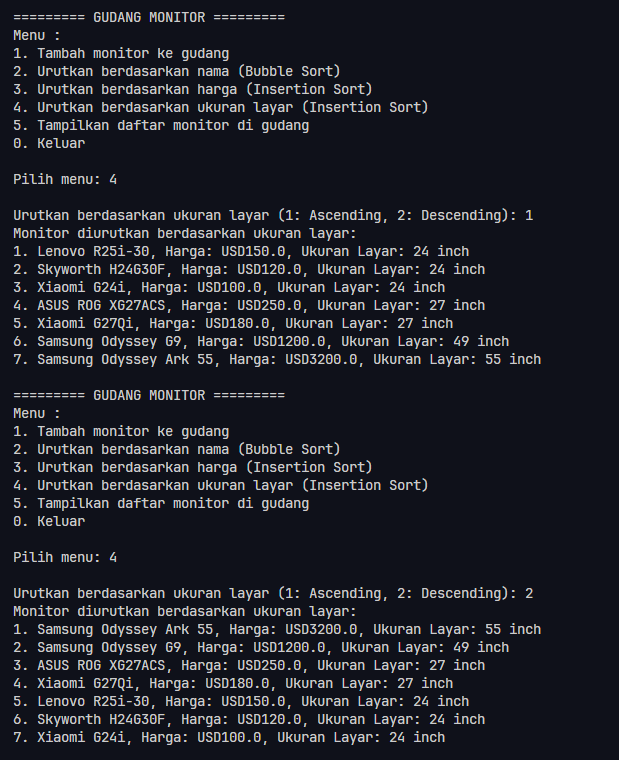 ========= GUDANG MONITOR =========
Menu :
1. Tambah monitor ke gudang
2. Urutkan berdasarkan nama (Bubble Sort)
3. Urutkan berdasarkan harga (Insertion Sort)
4. Urutkan berdasarkan ukuran layar (Insertion Sort)
5. Tampilkan daftar monitor di gudang
0. Keluar

Pilih menu: 4

Urutkan berdasarkan ukuran layar (1: Ascending, 2: Descending): 1
Monitor diurutkan berdasarkan ukuran layar:
1. Lenovo R25i-30, Harga: USD150.0, Ukuran Layar: 24 inch
2. Skyworth H24G30F, Harga: USD120.0, Ukuran Layar: 24 inch
3. Xiaomi G24i, Harga: USD100.0, Ukuran Layar: 24 inch
4. ASUS ROG XG27ACS, Harga: USD250.0, Ukuran Layar: 27 inch
5. Xiaomi G27Qi, Harga: USD180.0, Ukuran Layar: 27 inch
6. Samsung Odyssey G9, Harga: USD1200.0, Ukuran Layar: 49 inch
7. Samsung Odyssey Ark 55, Harga: USD3200.0, Ukuran Layar: 55 inch

========= GUDANG MONITOR =========
Menu :
1. Tambah monitor ke gudang
2. Urutkan berdasarkan nama (Bubble Sort)
3. Urutkan berdasarkan harga (Insertion Sort)
4. Urutkan berdasarkan ukuran layar (Insertion Sort)
5. Tampilkan daftar monitor di gudang
0. Keluar

Pilih menu: 4

Urutkan berdasarkan ukuran layar (1: Ascending, 2: Descending): 2
Monitor diurutkan berdasarkan ukuran layar:
1. Samsung Odyssey Ark 55, Harga: USD3200.0, Ukuran Layar: 55 inch
2. Samsung Odyssey G9, Harga: USD1200.0, Ukuran Layar: 49 inch
3. ASUS ROG XG27ACS, Harga: USD250.0, Ukuran Layar: 27 inch
4. Xiaomi G27Qi, Harga: USD180.0, Ukuran Layar: 27 inch
5. Lenovo R25i-30, Harga: USD150.0, Ukuran Layar: 24 inch
6. Skyworth H24G30F, Harga: USD120.0, Ukuran Layar: 24 inch
7. Xiaomi G24i, Harga: USD100.0, Ukuran Layar: 24 inch